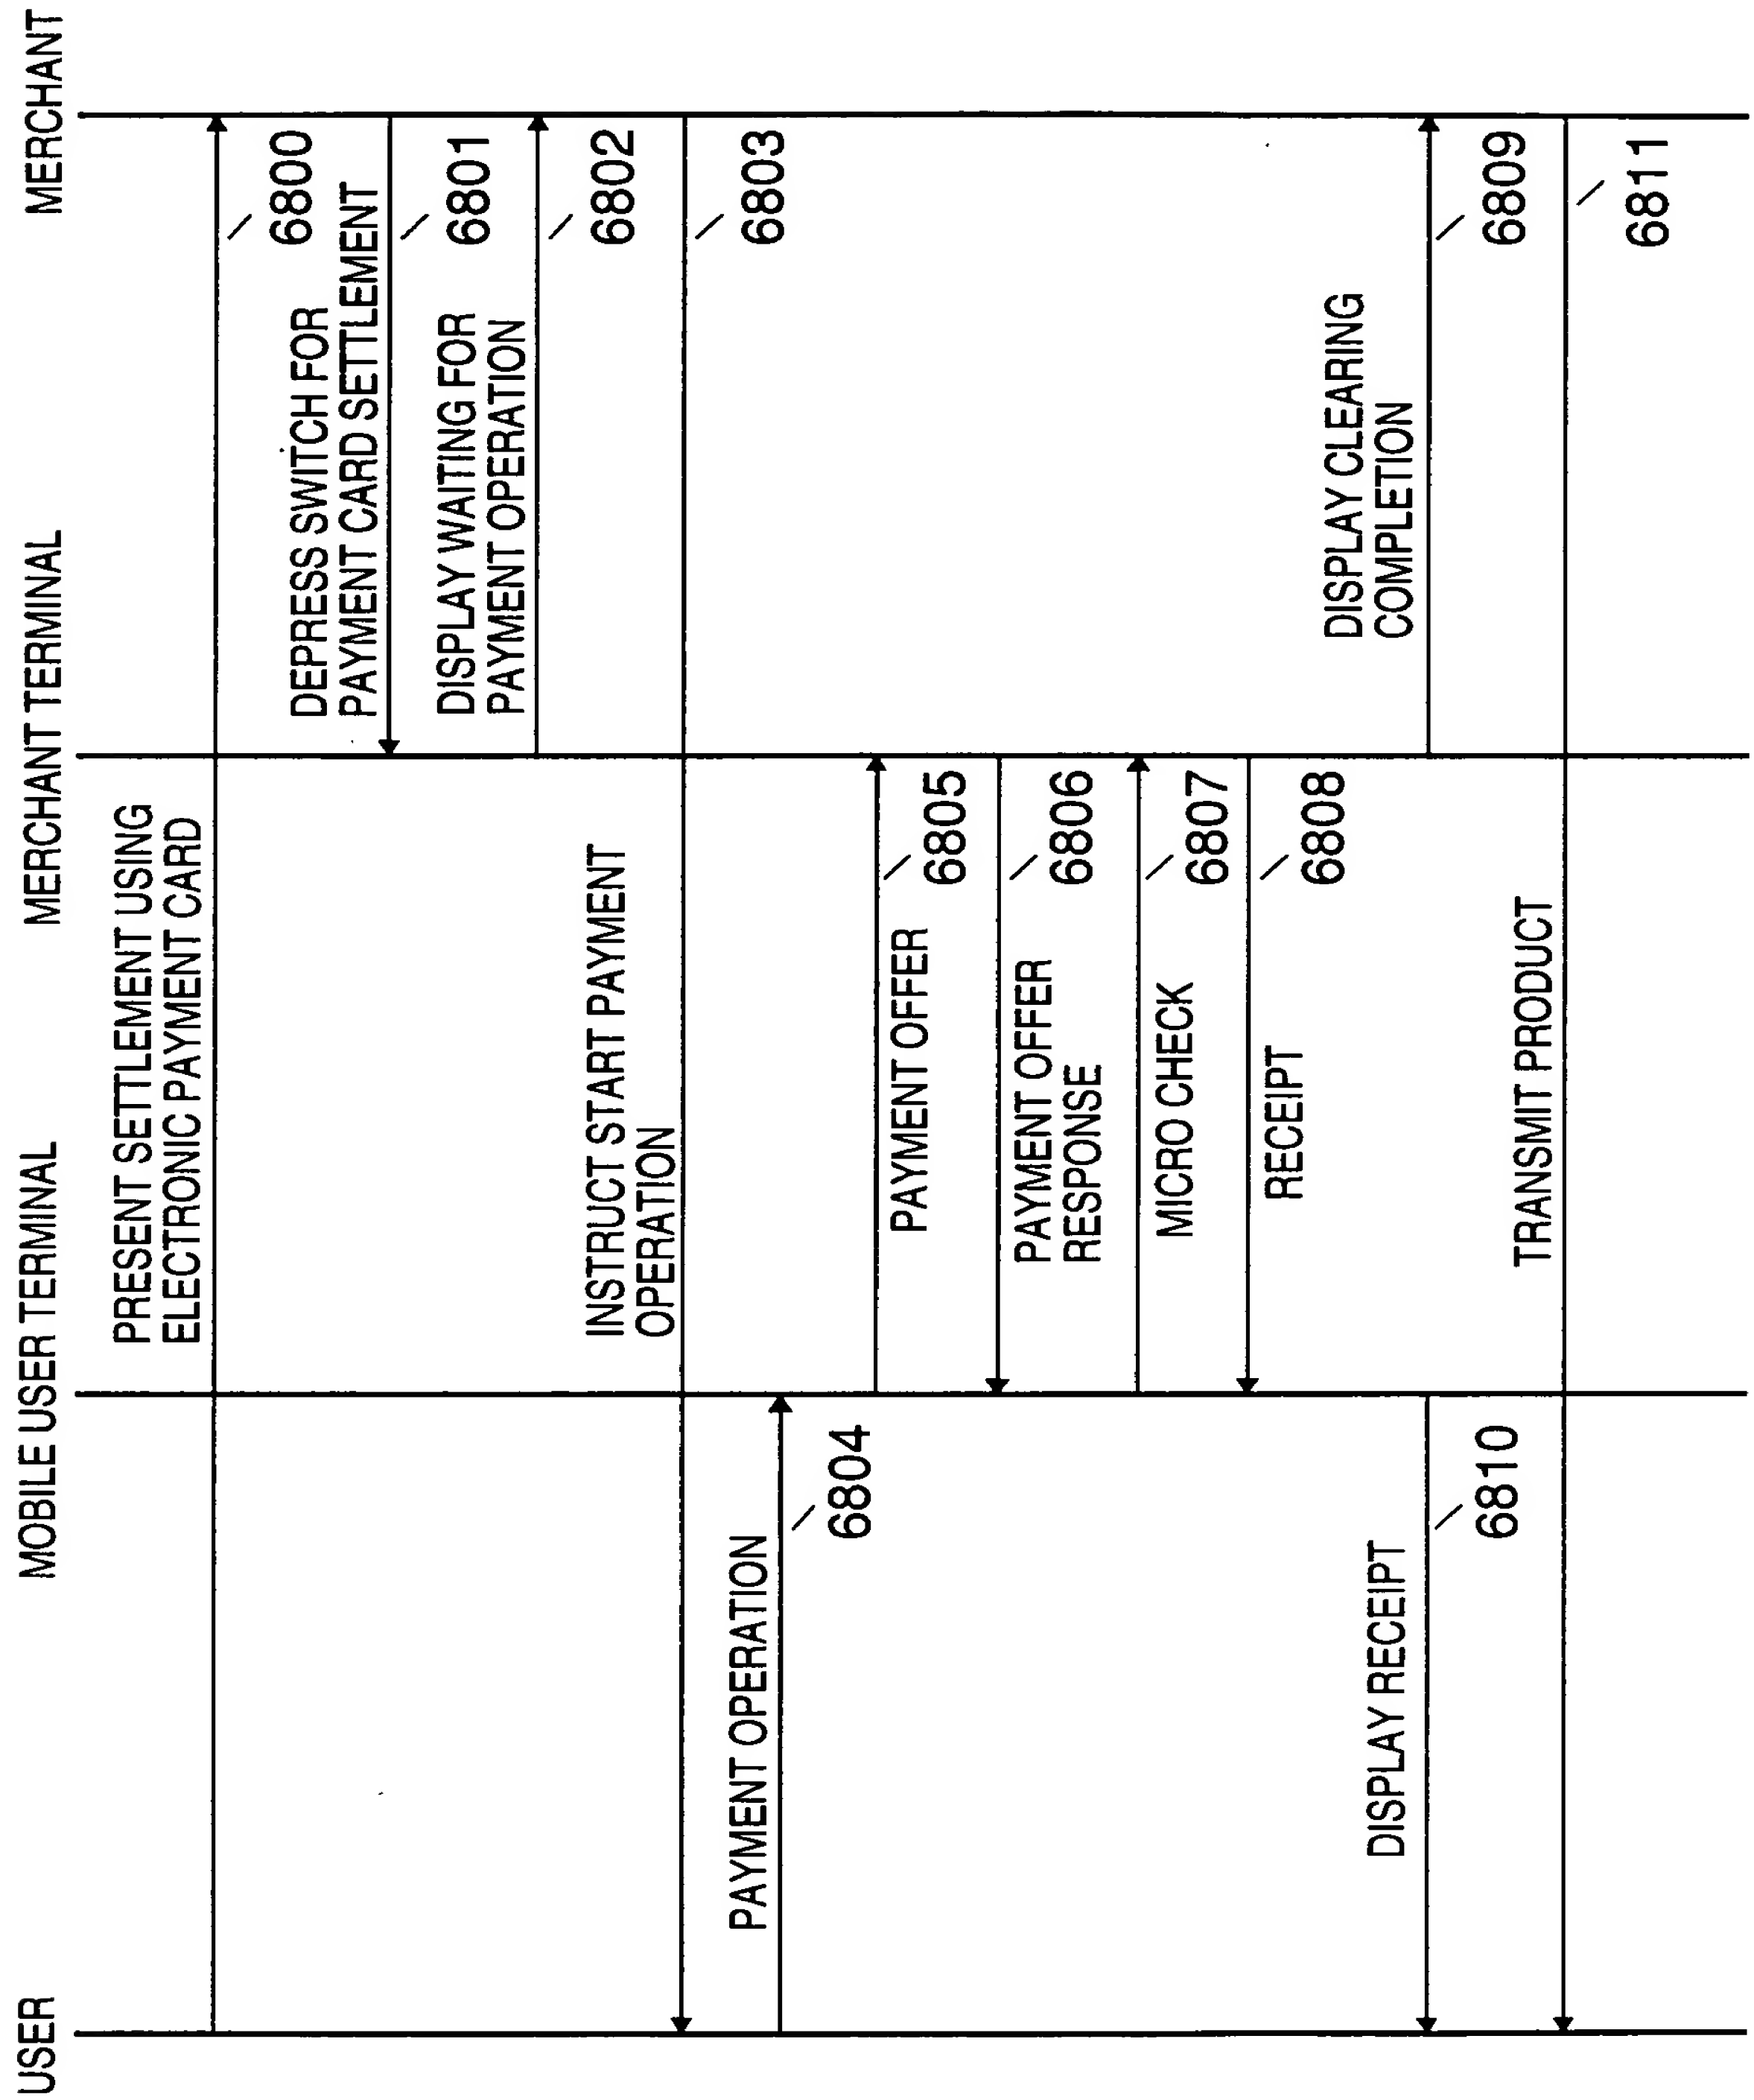 USER
MOBILE USER TERMINAL
MERCHANT TERMINAL
MERCHANT
PRESENT SETTLEMENT USING
ELECTRONIC PAYMENT CARD
6800
DEPRESS SWITCH FOR
PAYMENT CARD SETTLEMENT
6801
DISPLAY WAITING FOR
PAYMENT OPERATION
6802
INSTRUCT START PAYMENT
OPERATION
6803
PAYMENT OPERATION
6804
PAYMENT OFFER
6805
PAYMENT OFFER
RESPONSE
6806
MICRO CHECK
6807
RECEIPT
6808
DISPLAY CLEARING
COMPLETION
6809
DISPLAY RECEIPT
6810
TRANSMIT PRODUCT
6811